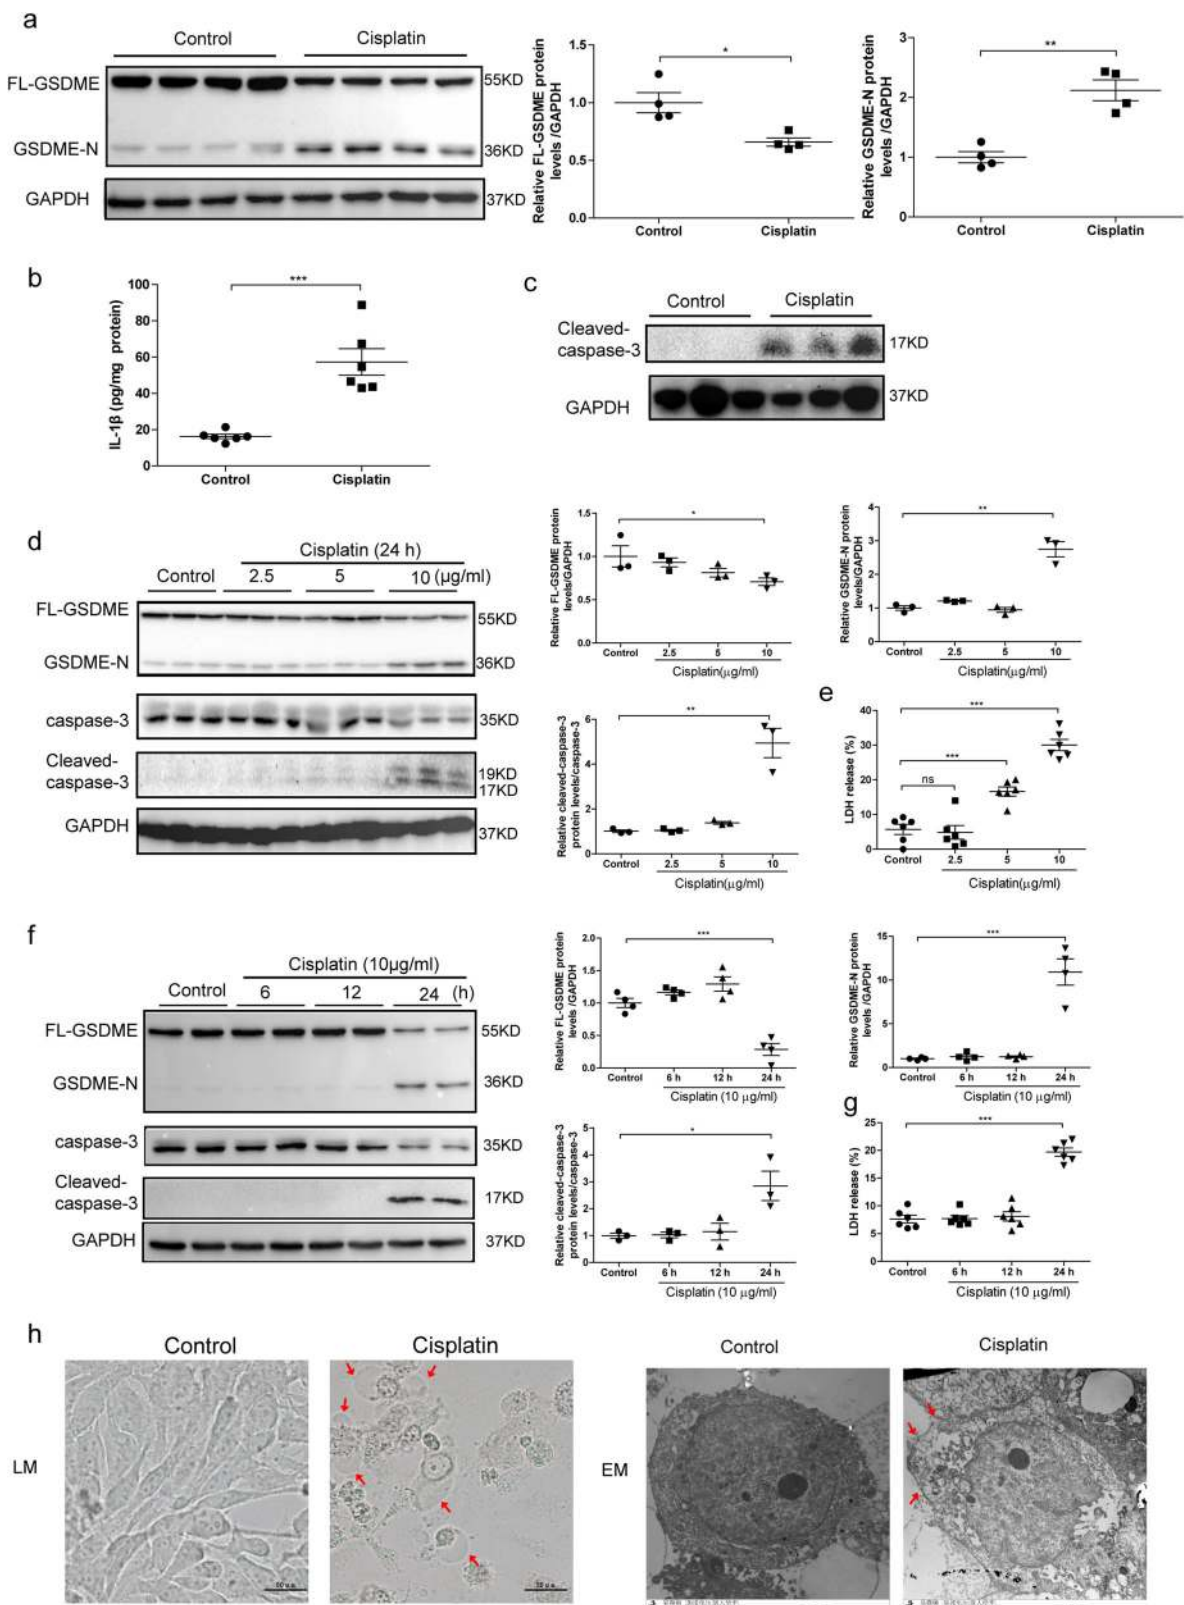 a
Control Cisplatin
FL-GSDME
55KD
GSDME-N
36KD
GAPDH
37KD
Relative FL-GSDME protein
levels /GAPDH
1.5
1.0
0.5
0.0
*
Control Cisplatin
Relative GSDME-N protein
levels /GAPDH
3
2
1
0
**
Control Cisplatin
b
IL-1β (pg/mg protein)
100
80
60
40
20
0
***
Control Cisplatin
c
Control Cisplatin
Cleaved-
caspase-3
17KD
GAPDH
37KD
d
Cisplatin (24 h)
Control 2.5 5 10 (μg/ml)
FL-GSDME
55KD
GSDME-N
36KD
caspase-3
35KD
Cleaved-
caspase-3
19KD
17KD
GAPDH
37KD
Relative FL-GSDME protein
levels/GAPDH
1.5
1.0
0.5
0.0
*
Control 2.5 5 10
Cisplatin(μg/ml)
Relative GSDME-N protein
levels/GAPDH
4
3
2
1
0
**
Control 2.5 5 10
Cisplatin(μg/ml)
Relative cleaved-caspase-3
protein levels/caspase-3
6
4
2
0
**
Control 2.5 5 10
Cisplatin(μg/ml)
e
LDH release (%)
40
30
20
10
0
***
***
ns
Control 2.5 5 10
Cisplatin(μg/ml)
f
Cisplatin (10μg/ml)
Control 6 12 24 (h)
FL-GSDME
55KD
GSDME-N
36KD
caspase-3
35KD
Cleaved-
caspase-3
17KD
GAPDH
37KD
Relative FL-GSDME protein
levels /GAPDH
2.0
1.5
1.0
0.5
0.0
***
Control 6 h 12 h 24 h
Cisplatin (10 μg/ml)
Relative GSDME-N protein
levels /GAPDH
15
10
5
0
***
Control 6 h 12 h 24 h
Cisplatin (10 μg/ml)
Relative cleaved-caspase-3
protein levels/caspase-3
5
4
3
2
1
0
*
Control 6 h 12 h 24 h
Cisplatin (10 μg/ml)
g
LDH release (%)
25
20
15
10
5
0
***
Control 6 h 12 h 24 h
Cisplatin (10 μg/ml)
h
Control Cisplatin
LM
Control Cisplatin
EM